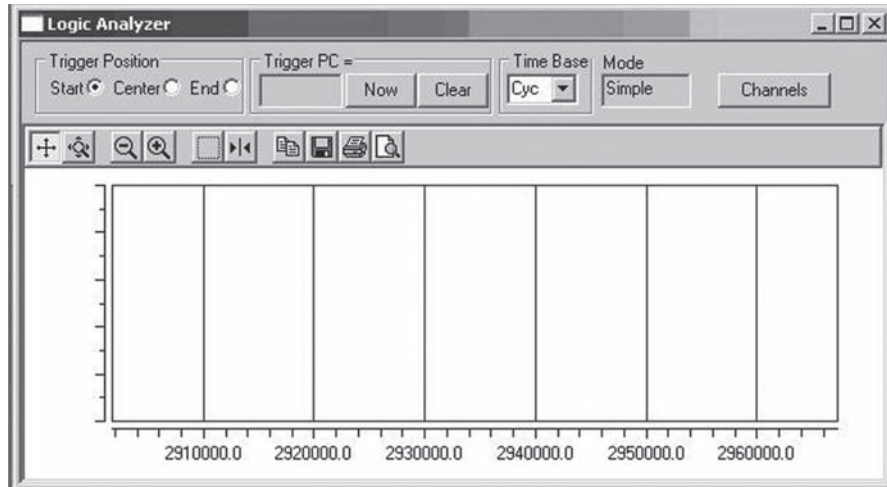 Logic Analyzer
Trigger Position
Start Center End
Trigger PC =
Now Clear
Time Base
Cyc
Mode
Simple
Channels
2910000.0 2920000.0 2930000.0 2940000.0 2950000.0 2960000.0